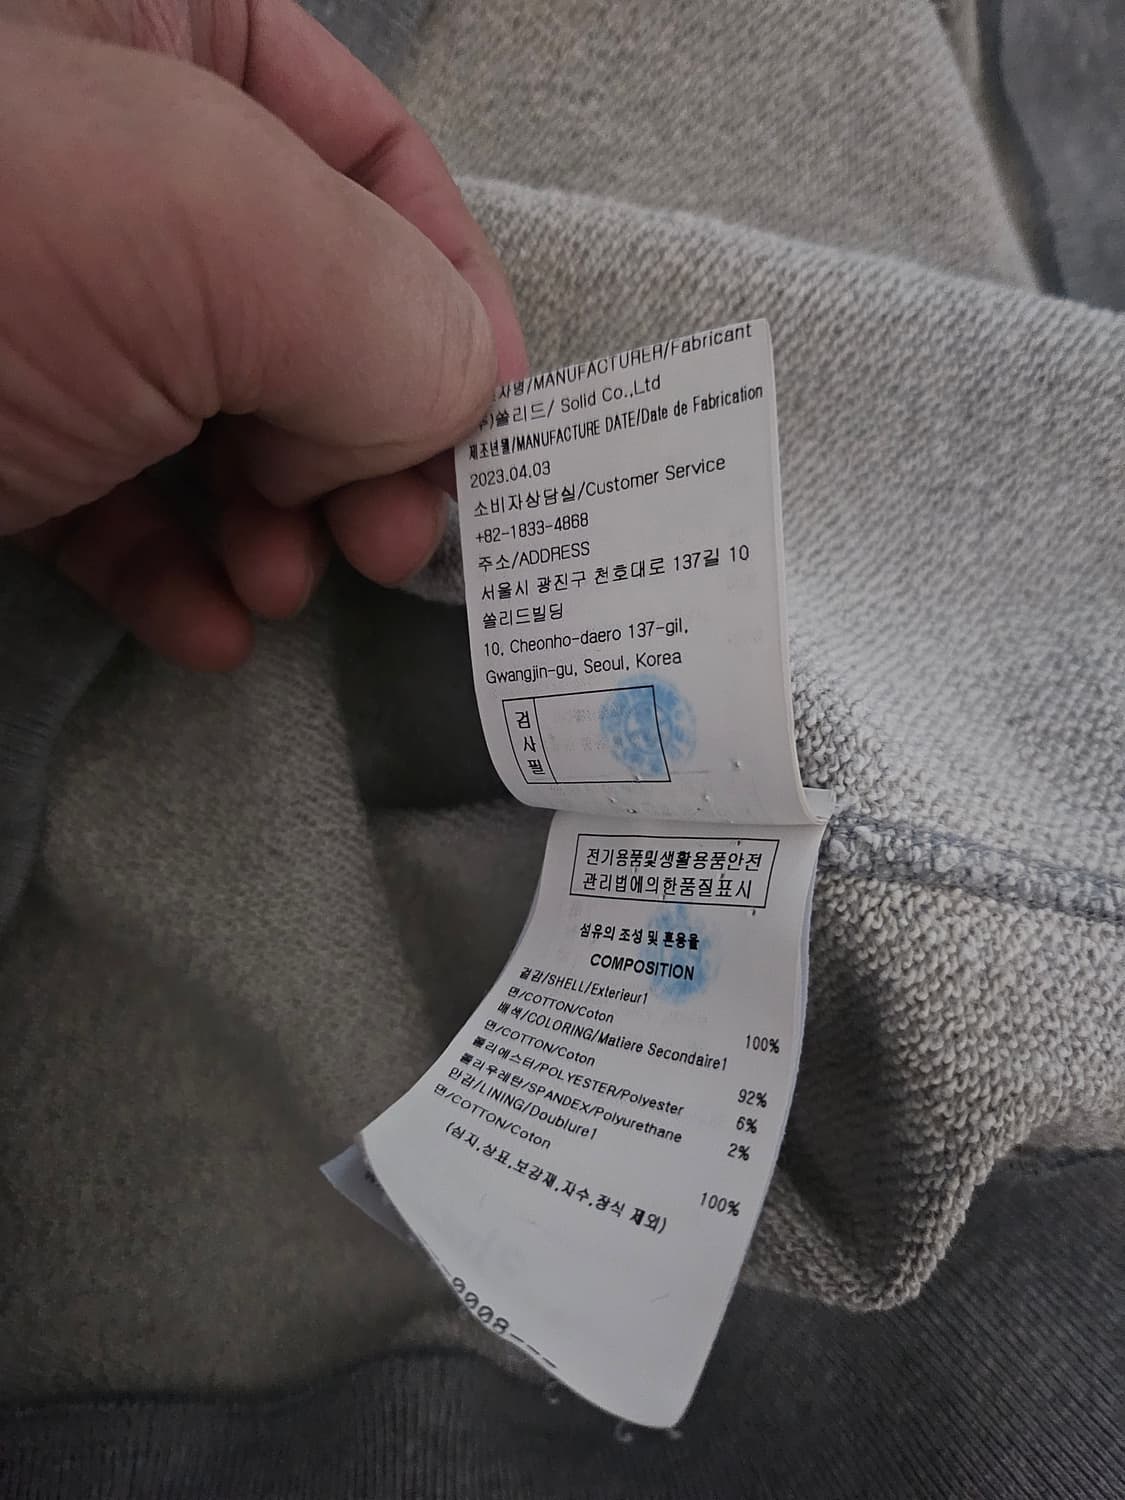 자명/MANUFACTURER/Fabricant
주)쏠리드/ Solid Co.,Ltd
제조년월/MANUFACTURE DATE/Date de Fabrication
2023.04.03
소비자상담실/Customer Service
+82-1833-4868
주소/ADDRESS
서울시 광진구 천호대로 137길 10
쏠리드빌딩
10, Cheonho-daero 137-gil,
Gwangjin-gu, Seoul, Korea
검사필
전기용품및생활용품안전
관리법에의한품질표시
섬유의 조성 및 혼용율
COMPOSITION
겉감/SHELL/Exterieur1
면/COTTON/Coton 100%
배색/COLORING/Matiere Secondaire1
면/COTTON/Coton 92%
폴리에스터/POLYESTER/Polyester 6%
폴리우레탄/SPANDEX/Polyurethane 2%
안감/LINING/Doublure1
면/COTTON/Coton 100%
(심지,상표,보강재,자수,장식 제외)
-0008---